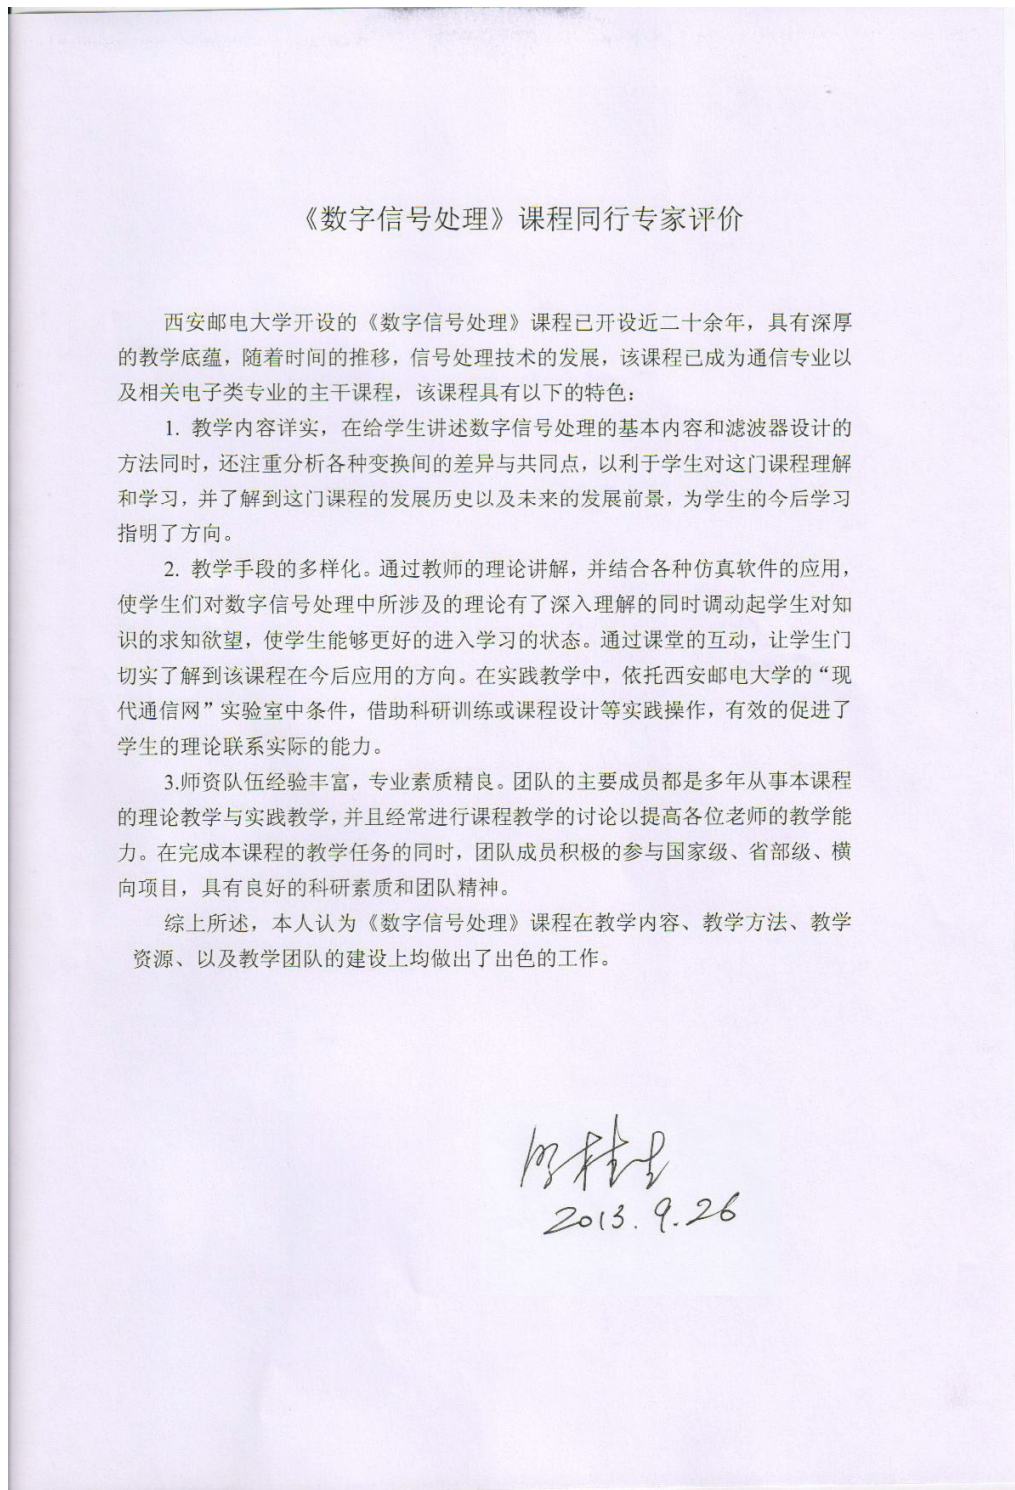 《数字信号处理》课程同行专家评价
西安邮电大学开设的《数字信号处理》课程已开设近二十余年，具有深厚
的教学底蕴，随着时间的推移，信号处理技术的发展，该课程已成为通信专业以
及相关电子类专业的主干课程，该课程具有以下的特色：
1. 教学内容详实，在给学生讲述数字信号处理的基本内容和滤波器设计的
方法同时，还注重分析各种变换间的差异与共同点，以利于学生对这门课程理解
和学习，并了解到这门课程的发展历史以及未来的发展前景，为学生的今后学习
指明了方向。
2. 教学手段的多样化。通过教师的理论讲解，并结合各种仿真软件的应用，
使学生们对数字信号处理中所涉及的理论有了深入理解的同时调动起学生对知
识的求知欲望，使学生能够更好的进入学习的状态。通过课堂的互动，让学生门
切实了解到该课程在今后应用的方向。在实践教学中，依托西安邮电大学的“现
代通信网”实验室中条件，借助科研训练或课程设计等实践操作，有效的促进了
学生的理论联系实际的能力。
3.师资队伍经验丰富，专业素质精良。团队的主要成员都是多年从事本课程
的理论教学与实践教学，并且经常进行课程教学的讨论以提高各位老师的教学能
力。在完成本课程的教学任务的同时，团队成员积极的参与国家级、省部级、横
向项目，具有良好的科研素质和团队精神。
综上所述，本人认为《数字信号处理》课程在教学内容、教学方法、教学
资源、以及教学团队的建设上均做出了出色的工作。
2013.9.26